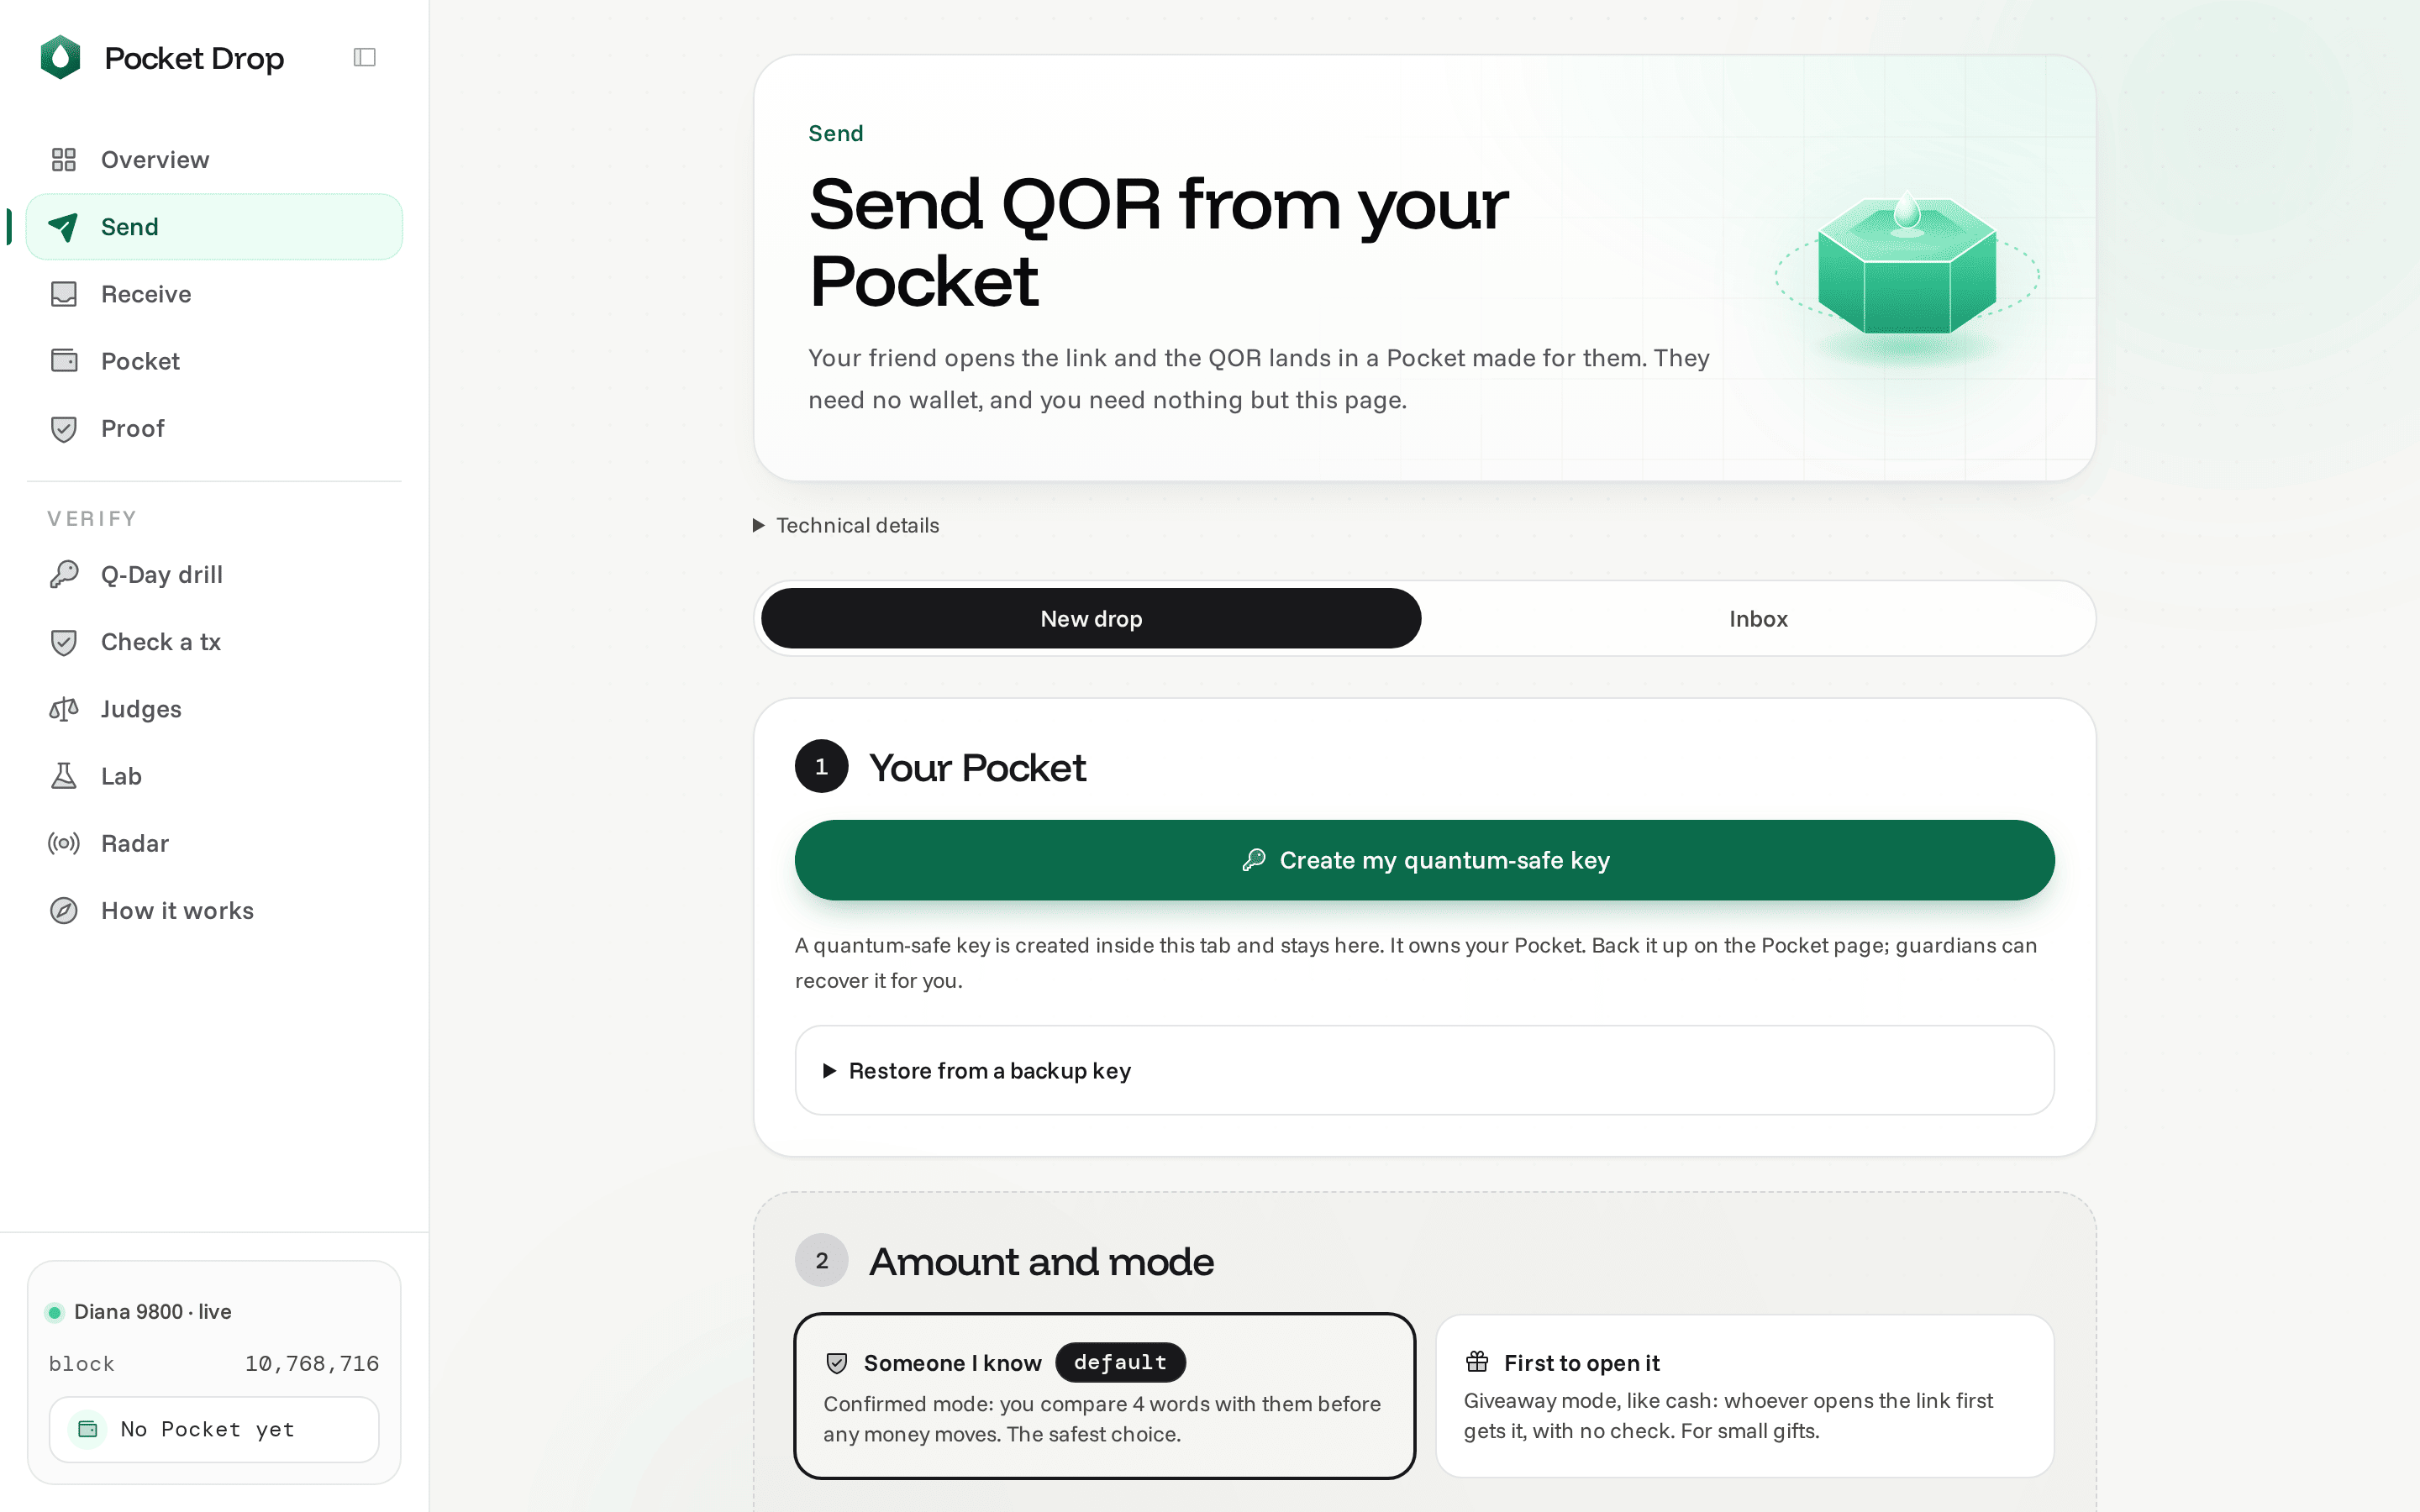 Pocket Drop
Overview
Send
Receive
Pocket
Proof
VERIFY
Q-Day drill
Check a tx
Judges
Lab
Radar
How it works
Diana 9800 · live
block 10,768,716
No Pocket yet
Send
Send QOR from your
Pocket
Your friend opens the link and the QOR lands in a Pocket made for them. They
need no wallet, and you need nothing but this page.
Technical details
New drop
Inbox
1 Your Pocket
Create my quantum-safe key
A quantum-safe key is created inside this tab and stays here. It owns your Pocket. Back it up on the Pocket page; guardians can
recover it for you.
Restore from a backup key
2 Amount and mode
Someone I know default
Confirmed mode: you compare 4 words with them before
any money moves. The safest choice.
First to open it
Giveaway mode, like cash: whoever opens the link first
gets it, with no check. For small gifts.